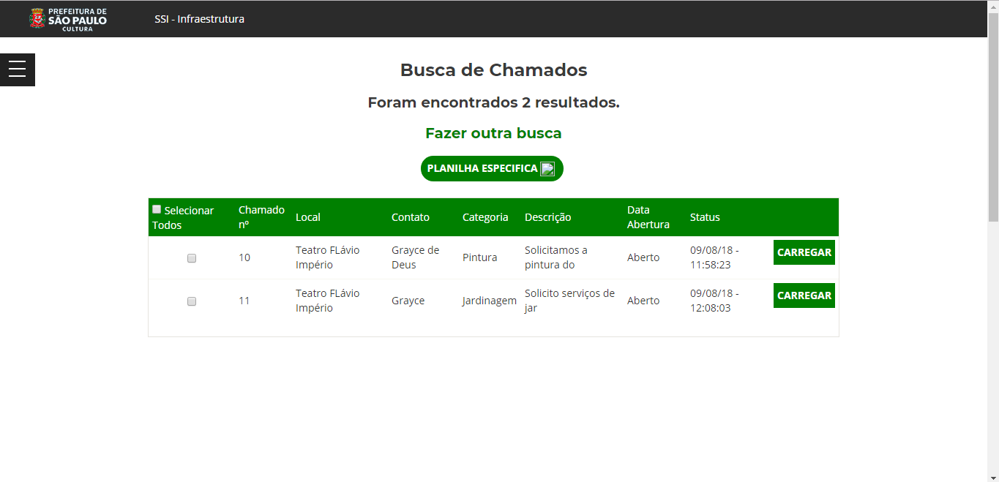 PREFEITURA DE
SÃO PAULO
CULTURA
SSI - Infraestrutura
Busca de Chamados
Foram encontrados 2 resultados.
Fazer outra busca
PLANILHA ESPECIFICA
Selecionar
Todos
Chamado
nº
Local
Contato
Categoria
Descrição
Data
Abertura
Status
10
Teatro FLávio
Império
Grayce de
Deus
Pintura
Solicitamos a
pintura do
Aberto
09/08/18 -
11:58:23
CARREGAR
11
Teatro FLávio
Império
Grayce
Jardinagem
Solicito serviços de
jar
Aberto
09/08/18 -
12:08:03
CARREGAR